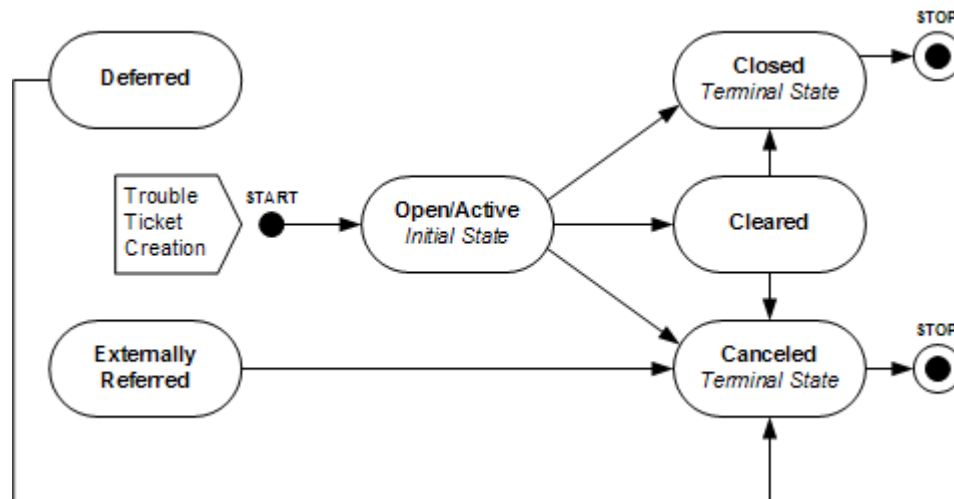 STOP
Deferred
Closed
Terminal State
Trouble
Ticket
Creation
START
Open/Active
Initial State
Cleared
Externally
Referred
Canceled
Terminal State
STOP